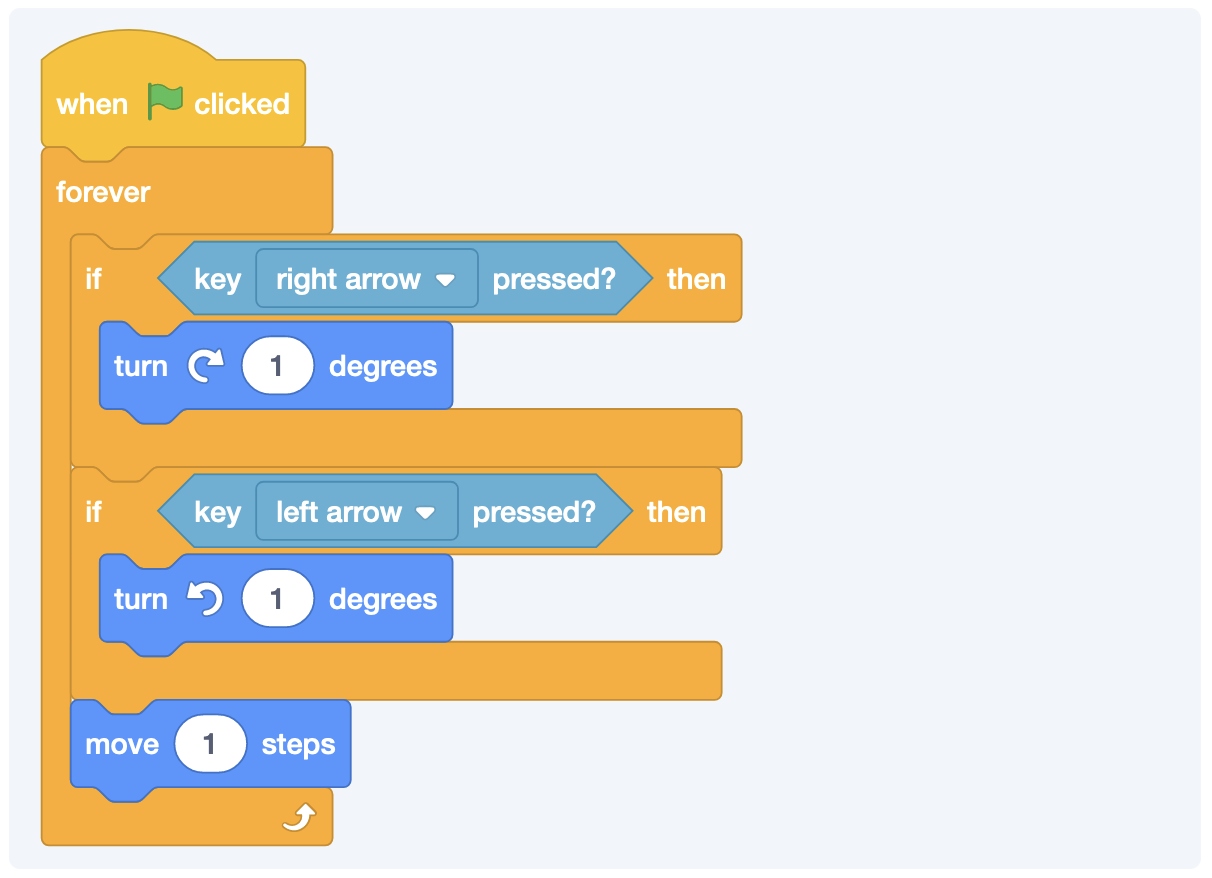 when clicked
forever
if key right arrow pressed? then
turn 1 degrees
if key left arrow pressed? then
turn 1 degrees
move 1 steps